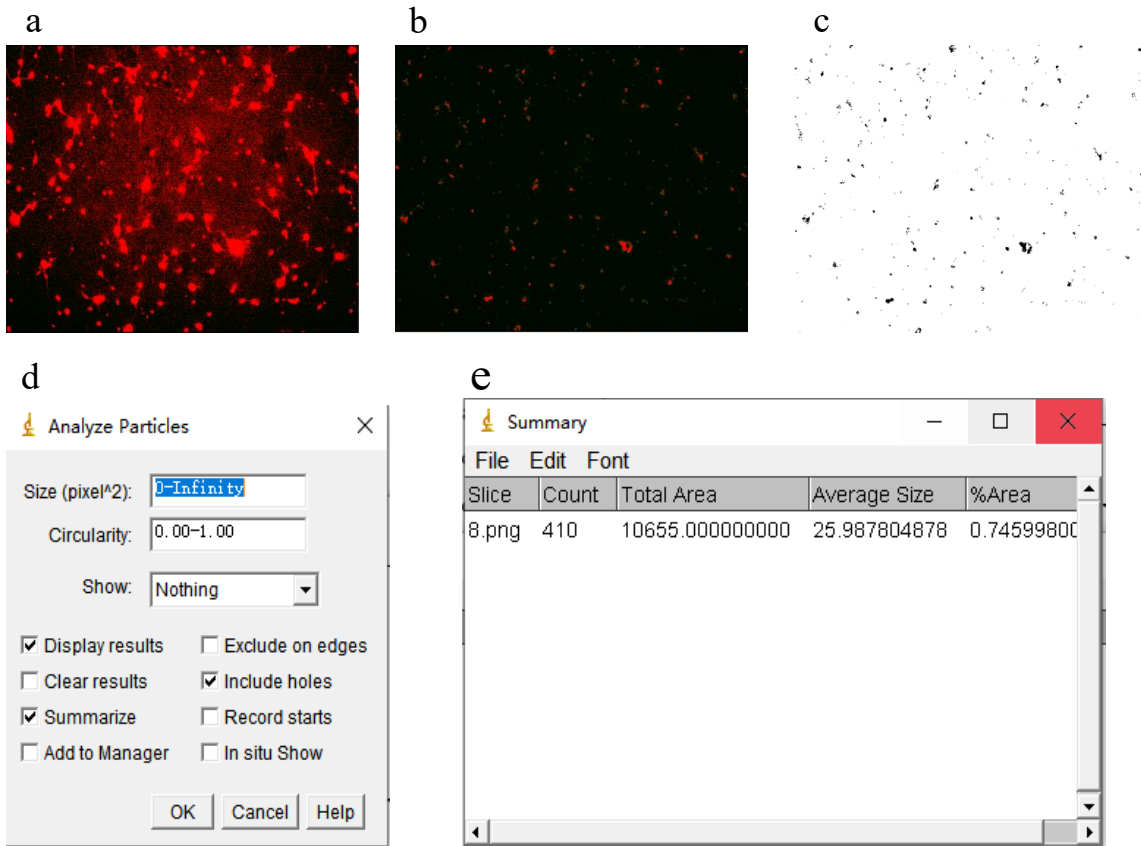 a
b
c
d
Analyze Particles
Size (pixel^2): 0-Infinity
Circularity: 0.00-1.00
Show: Nothing
Display results Exclude on edges
Clear results Include holes
Summarize Record starts
Add to Manager In situ Show
OK Cancel Help
e
Summary
File Edit Font
Slice Count Total Area Average Size %Area
8.png 410 10655.000000000 25.987804878 0.74599800